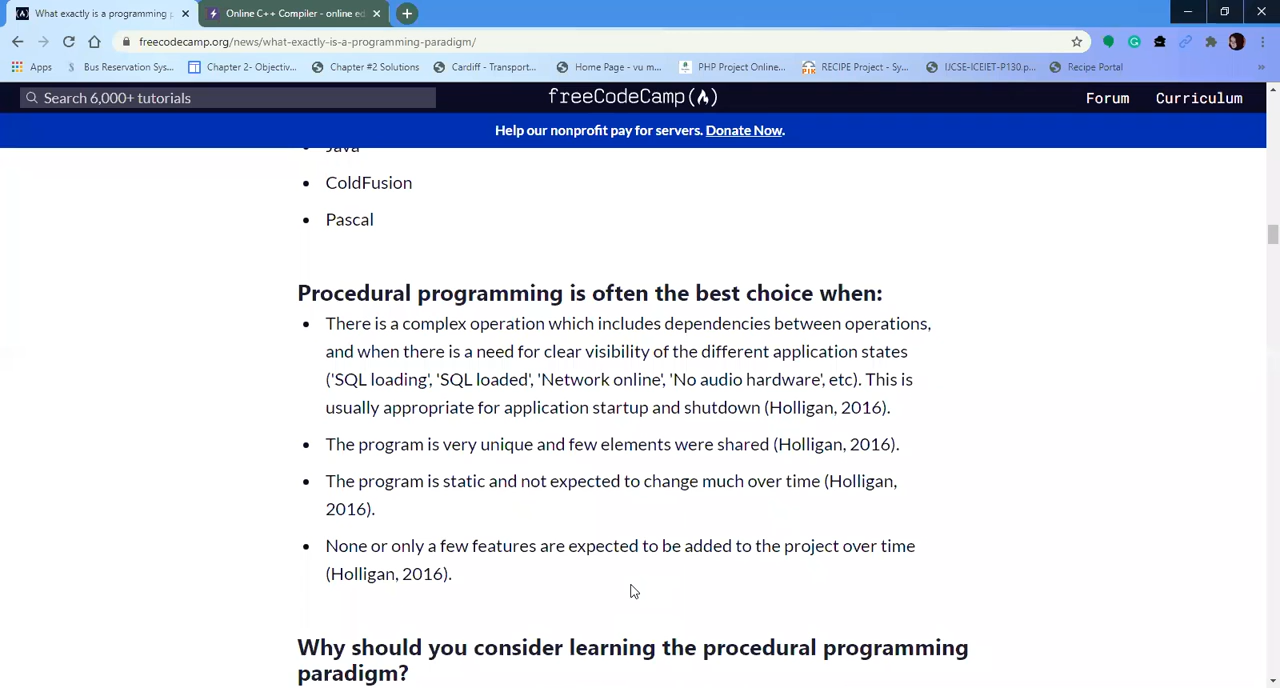 What exactly is a programming p
Online C++ Compiler - online ed
freecodecamp.org/news/what-exactly-is-a-programming-paradigm/
Apps
Bus Reservation Sys...
Chapter 2- Objectiv...
Chapter #2 Solutions
Cardiff - Transport...
Home Page - vu m...
PHP Project Online...
RECIPE Project - Sy...
IJCSE-ICEIET-P130.p...
Recipe Portal
»
Search 6,000+ tutorials
freeCodeCamp
Forum
Curriculum
Help our nonprofit pay for servers. Donate Now.
Java
ColdFusion
Pascal
Procedural programming is often the best choice when:
There is a complex operation which includes dependencies between operations,
and when there is a need for clear visibility of the different application states
('SQL loading', 'SQL loaded', 'Network online', 'No audio hardware', etc). This is
usually appropriate for application startup and shutdown (Holligan, 2016).
The program is very unique and few elements were shared (Holligan, 2016).
The program is static and not expected to change much over time (Holligan,
2016).
None or only a few features are expected to be added to the project over time
(Holligan, 2016).
Why should you consider learning the procedural programming
paradigm?